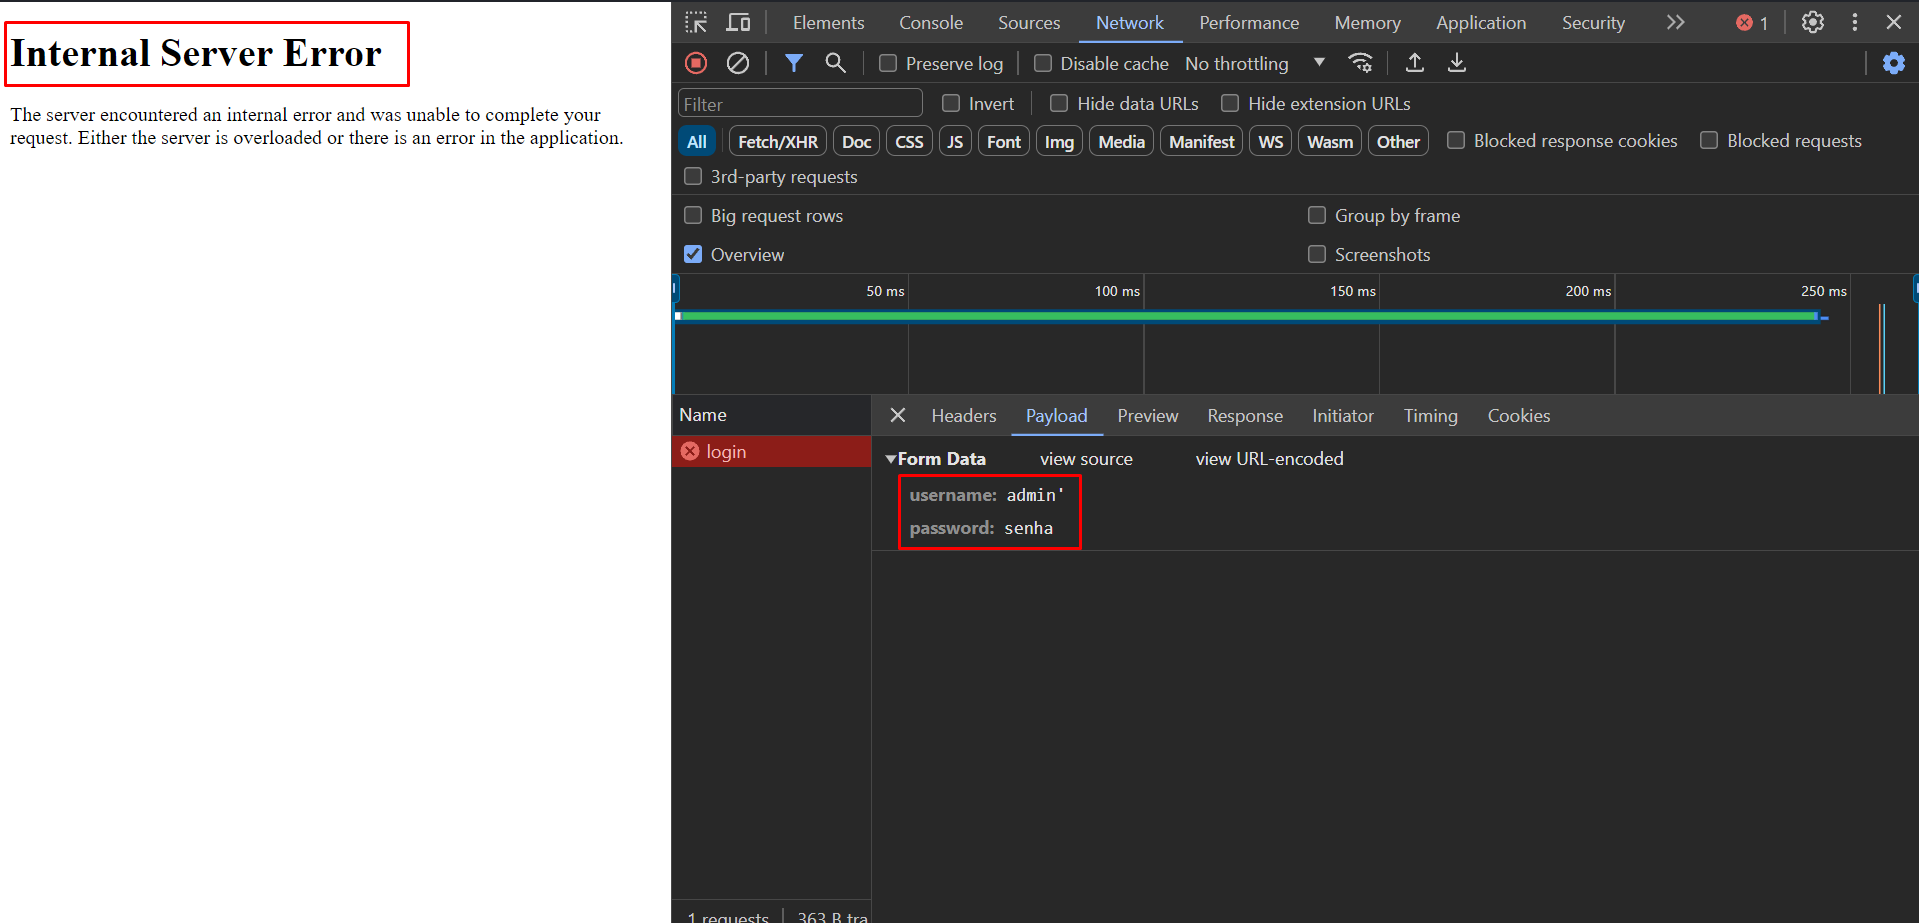 Internal Server Error
The server encountered an internal error and was unable to complete your
request. Either the server is overloaded or there is an error in the application.
Elements Console Sources Network Performance Memory Application Security 1
Preserve log Disable cache No throttling
Filter Invert Hide data URLs Hide extension URLs
All Fetch/XHR Doc CSS JS Font Img Media Manifest WS Wasm Other Blocked response cookies Blocked requests
3rd-party requests
Big request rows Group by frame
Overview Screenshots
50 ms 100 ms 150 ms 200 ms 250 ms
Name Headers Payload Preview Response Initiator Timing Cookies
login
Form Data view source view URL-encoded
username: admin'
password: senha
1 requests 363 B tra